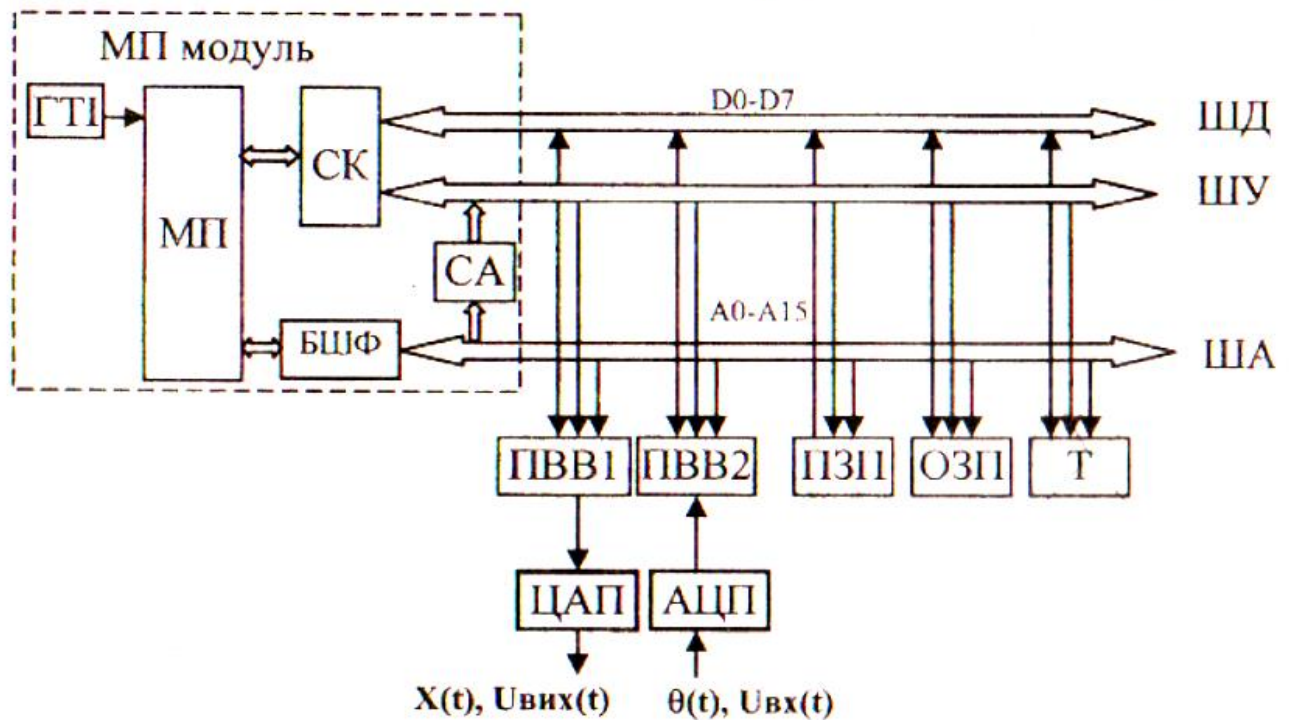 МП модуль
ГТІ
МП
СК
СА
БШФ
D0-D7
ШД
ШУ
A0-A15
ША
ПВВ1
ПВВ2
ПЗП
ОЗП
Т
ЦАП
АЦП
X(t), Uвих(t)
θ(t), Uвх(t)